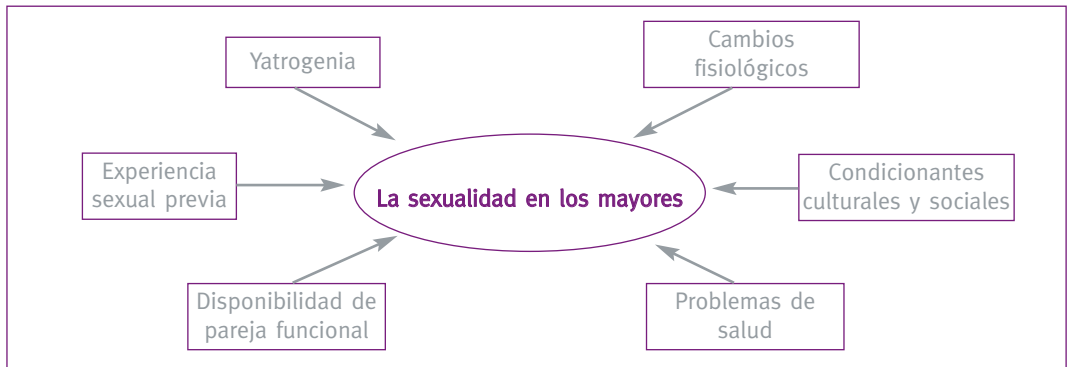 Yatrogenia
Cambios
fisiológicos
Experiencia
sexual previa
La sexualidad en los mayores
Condicionantes
culturales y sociales
Disponibilidad de
pareja funcional
Problemas de
salud